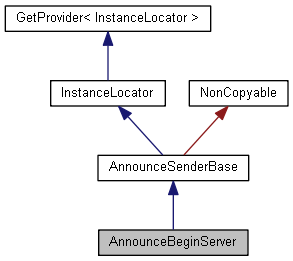 GetProvider< InstanceLocator >
InstanceLocator
NonCopyable
AnnounceSenderBase
AnnounceBeginServer